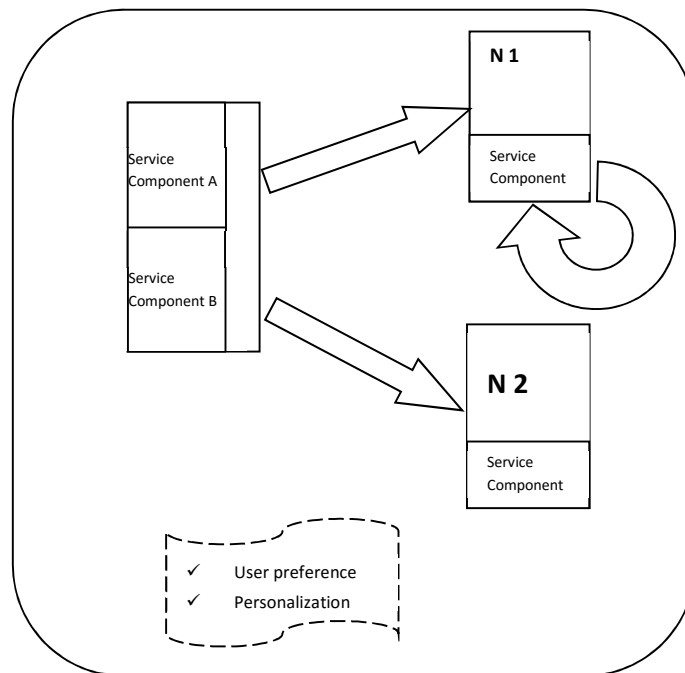 N 1
Service
Component
Service
Component A
Service
Component B
N 2
Service
Component
✓ User preference
✓ Personalization